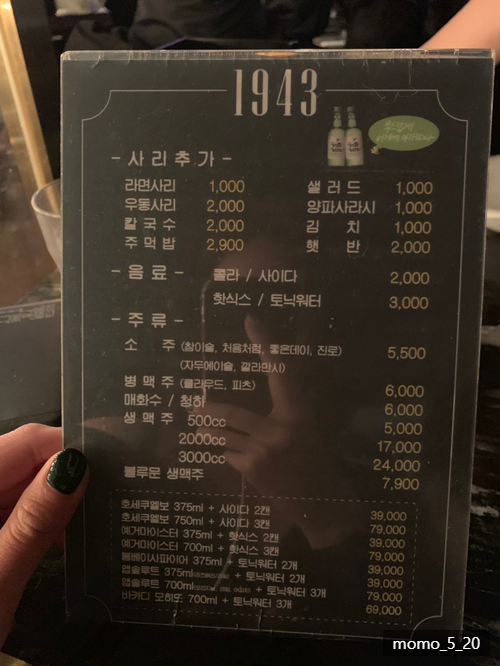 1943
- 사리추가 -
라면사리 1,000
우동사리 2,000
칼국수 2,000
주먹밥 2,900
샐러드 1,000
양파사라시 1,000
김치 1,000
햇반 2,000
- 음료 - 콜라 / 사이다 2,000
핫식스 / 토닉워터 3,000
- 주류 -
소주 (참이슬, 처음처럼, 좋은데이, 진로) 5,500
(자두에이슬, 깔라만시)
병맥주 (클라우드, 피츠) 6,000
매화수 / 청하 6,000
생맥주 500cc 5,000
2000cc 17,000
3000cc 24,000
블루문 생맥주 7,900
호세쿠엘보 375ml + 사이다 2캔 39,000
호세쿠엘보 750ml + 사이다 3캔 79,000
예거마이스터 375ml + 핫식스 2캔 39,000
예거마이스터 700ml + 핫식스 3캔 79,000
봄베이사파이어 375ml + 토닉워터 2개 39,000
앱솔루트 375ml + 토닉워터 2개 39,000
앱솔루트 700ml + 토닉워터 3개 79,000
바카디 모히또 700ml + 토닉워터 3개 69,000
momo_5_20